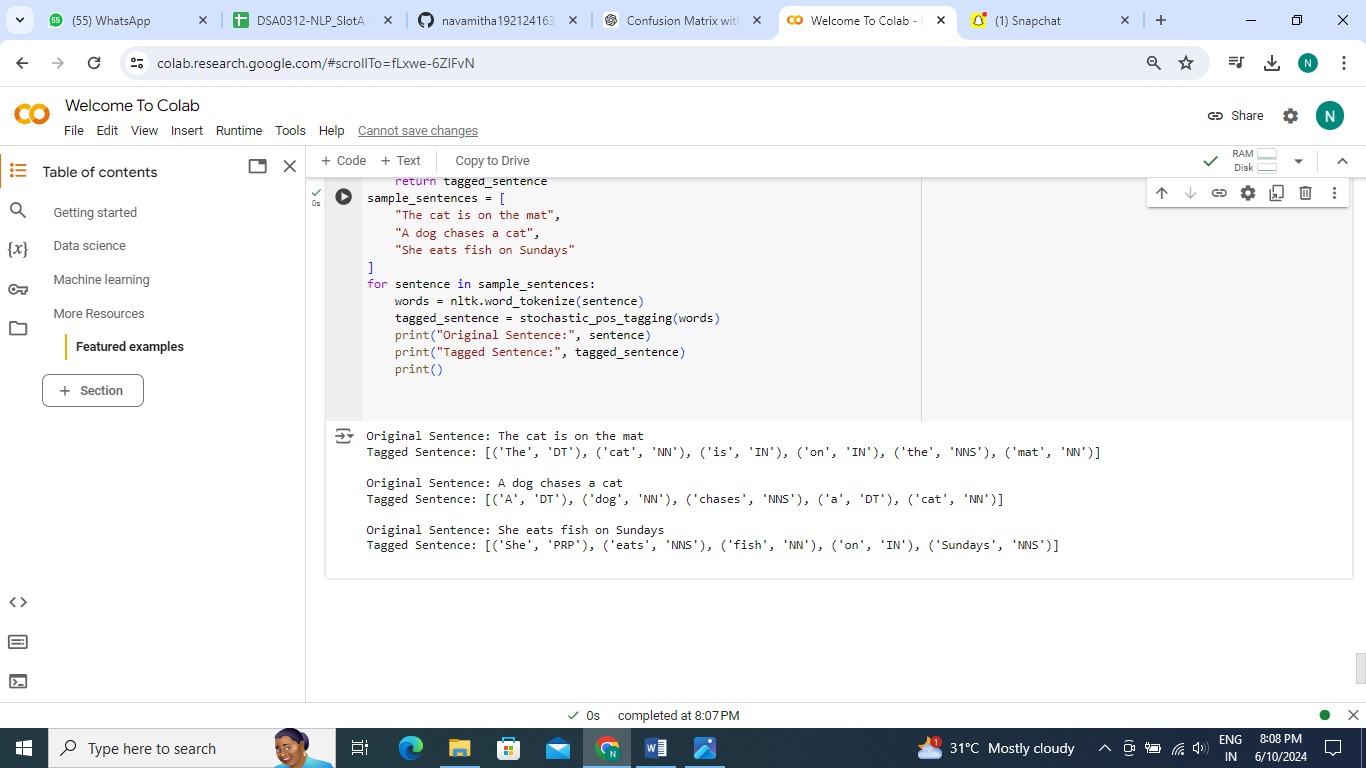 (55) WhatsApp
DSA0312-NLP_SlotA
navamitha192124163
Confusion Matrix with
Welcome To Colab -
(1) Snapchat
colab.research.google.com/#scrollTo=fLxwe-6ZIFvN
N
Welcome To Colab
File Edit View Insert Runtime Tools Help Cannot save changes
Share
N
Table of contents
Getting started
Data science
Machine learning
More Resources
Featured examples
+ Section
+ Code + Text Copy to Drive
RAM
Disk
0s
return tagged_sentence
sample_sentences = [
"The cat is on the mat",
"A dog chases a cat",
"She eats fish on Sundays"
]
for sentence in sample_sentences:
words = nltk.word_tokenize(sentence)
tagged_sentence = stochastic_pos_tagging(words)
print("Original Sentence:", sentence)
print("Tagged Sentence:", tagged_sentence)
print()
Original Sentence: The cat is on the mat
Tagged Sentence: [('The', 'DT'), ('cat', 'NN'), ('is', 'IN'), ('on', 'IN'), ('the', 'NNS'), ('mat', 'NN')]
Original Sentence: A dog chases a cat
Tagged Sentence: [('A', 'DT'), ('dog', 'NN'), ('chases', 'NNS'), ('a', 'DT'), ('cat', 'NN')]
Original Sentence: She eats fish on Sundays
Tagged Sentence: [('She', 'PRP'), ('eats', 'NNS'), ('fish', 'NN'), ('on', 'IN'), ('Sundays', 'NNS')]
0s completed at 8:07 PM
Type here to search
31°C Mostly cloudy
ENG
IN
8:08 PM
6/10/2024